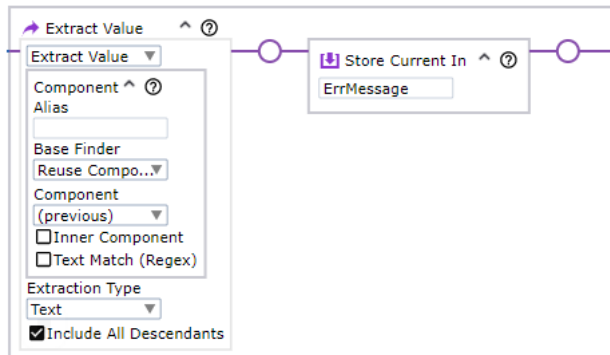 Extract Value
Extract Value
Component
Alias
Base Finder
Reuse Compo...
Component
(previous)
Inner Component
Text Match (Regex)
Extraction Type
Text
Include All Descendants
Store Current In
ErrMessage